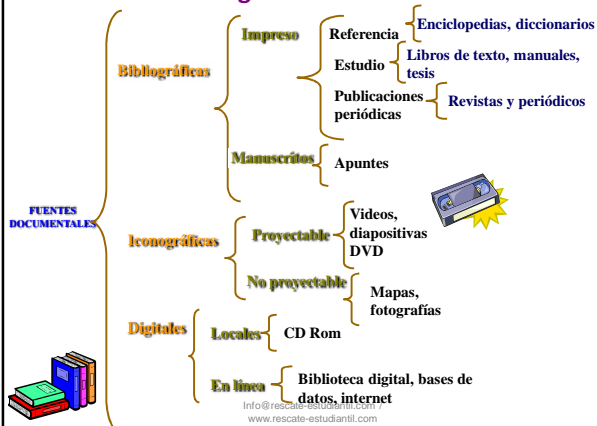 Impreso
Referencia
Enciclopedias, diccionarios
Bibliográficas
Estudio
Libros de texto, manuales,
tesis
Publicaciones
periódicas
Revistas y periódicos
Manuscritos
Apuntes
FUENTES
DOCUMENTALES
Iconográficas
Proyectable
Videos,
diapositivas
DVD
No proyectable
Mapas,
fotografías
Digitales
Locales
CD Rom
En línea
Biblioteca digital, bases de
datos, internet
Info@rescate-estudiantil.com /
www.rescate-estudiantil.com